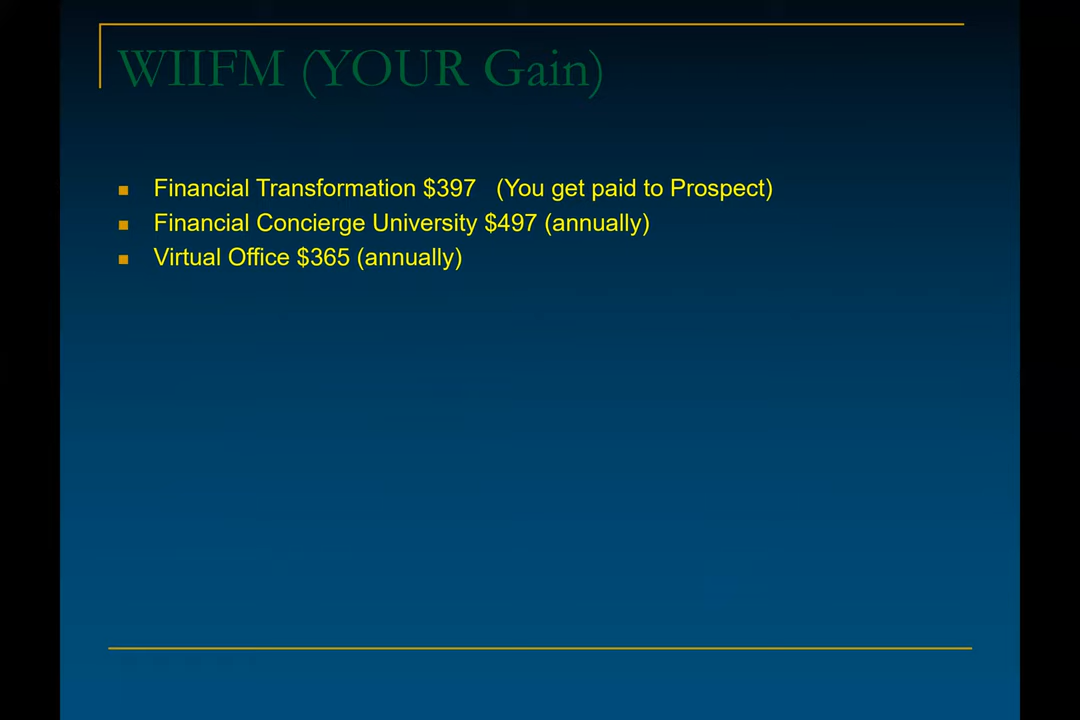 WIIFM (YOUR Gain)
Financial Transformation $397 (You get paid to Prospect)
Financial Concierge University $497 (annually)
Virtual Office $365 (annually)